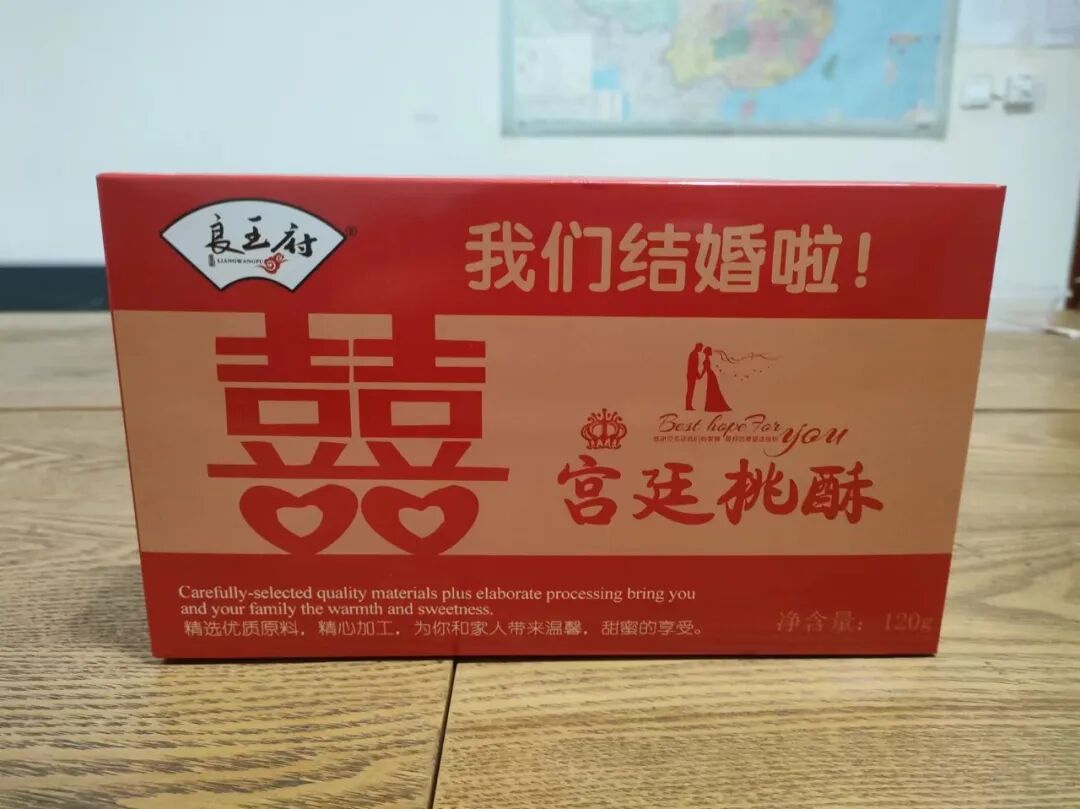 良王府
LIANGWANGFU
®
我们结婚啦!
囍
Best hope For
you
宫廷桃酥
Carefully-selected quality materials plus elaborate processing bring you
and your family the warmth and sweetness.
精选优质原料，精心加工，为你和家人带来温馨，甜蜜的享受。
净含量：120g